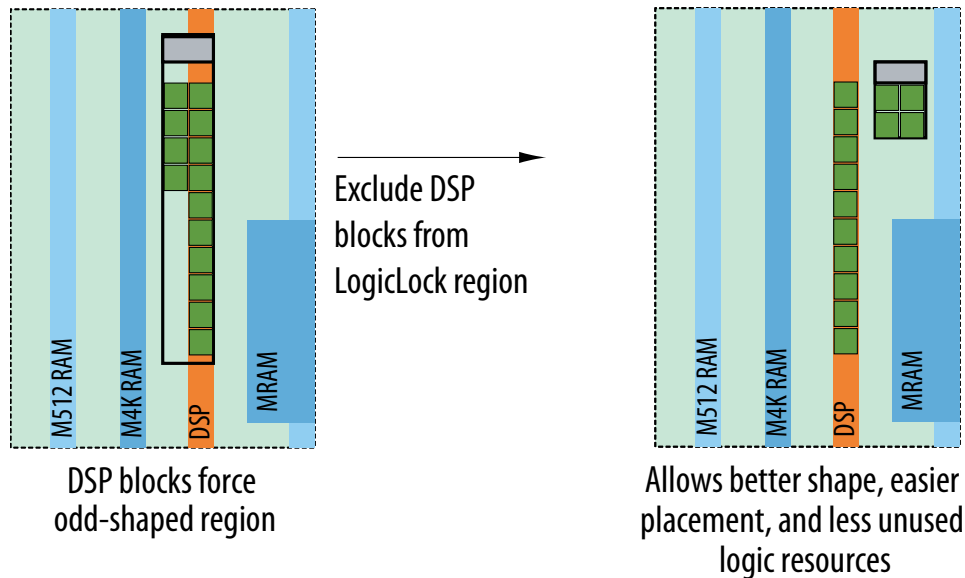 M512 RAM
M4K RAM
DSP
MRAM
DSP blocks force
odd-shaped region
Exclude DSP
blocks from
LogicLock region
M512 RAM
M4K RAM
DSP
MRAM
Allows better shape, easier
placement, and less unused
logic resources